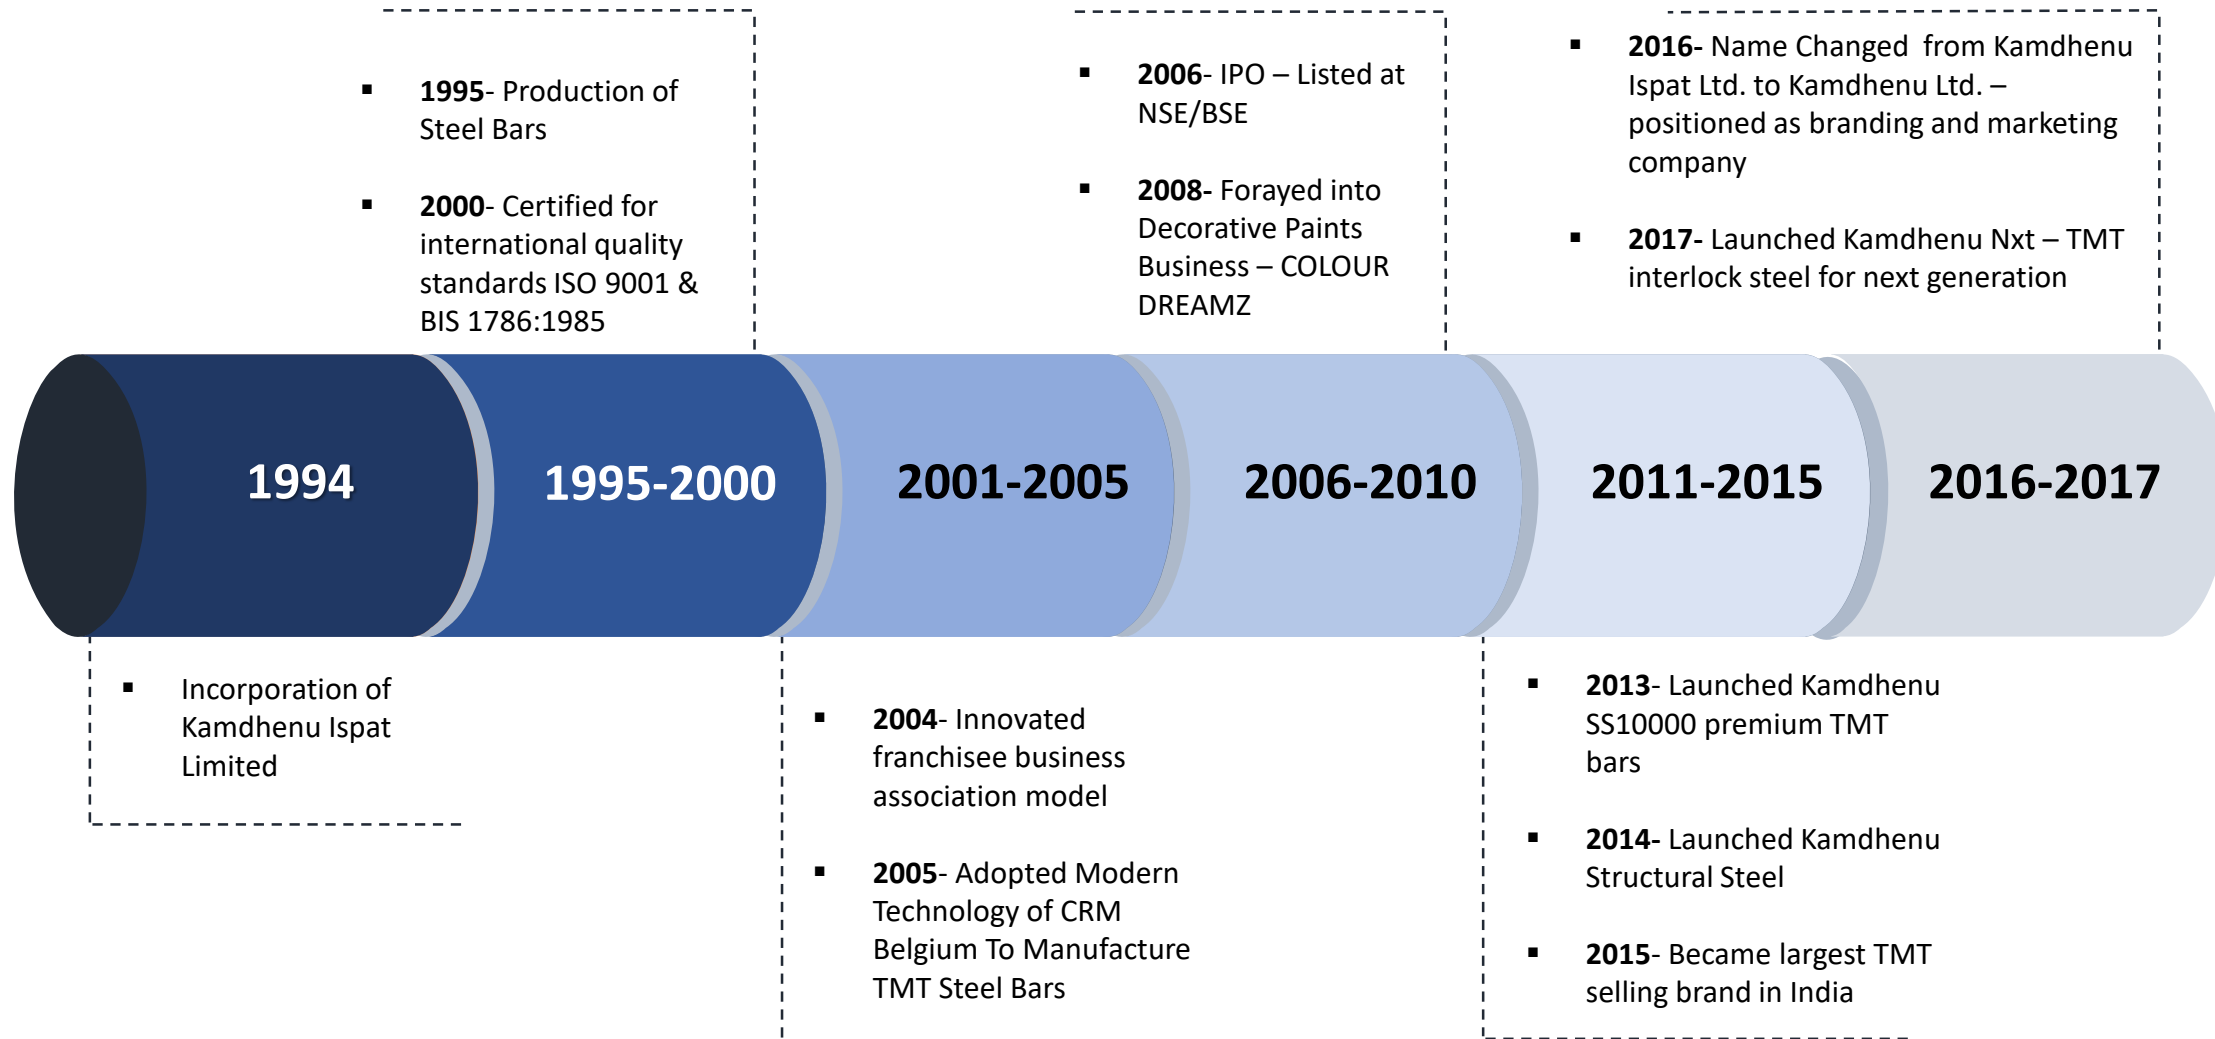 ▪ 1995- Production of
Steel Bars
▪ 2000- Certified for
international quality
standards ISO 9001 &
BIS 1786:1985
▪ 2006- IPO – Listed at
NSE/BSE
▪ 2008- Forayed into
Decorative Paints
Business – COLOUR
DREAMZ
▪ 2016- Name Changed from Kamdhenu
Ispat Ltd. to Kamdhenu Ltd. –
positioned as branding and marketing
company
▪ 2017- Launched Kamdhenu Nxt – TMT
interlock steel for next generation
1994
1995-2000
2001-2005
2006-2010
2011-2015
2016-2017
▪ Incorporation of
Kamdhenu Ispat
Limited
▪ 2004- Innovated
franchisee business
association model
▪ 2005- Adopted Modern
Technology of CRM
Belgium To Manufacture
TMT Steel Bars
▪ 2013- Launched Kamdhenu
SS10000 premium TMT
bars
▪ 2014- Launched Kamdhenu
Structural Steel
▪ 2015- Became largest TMT
selling brand in India